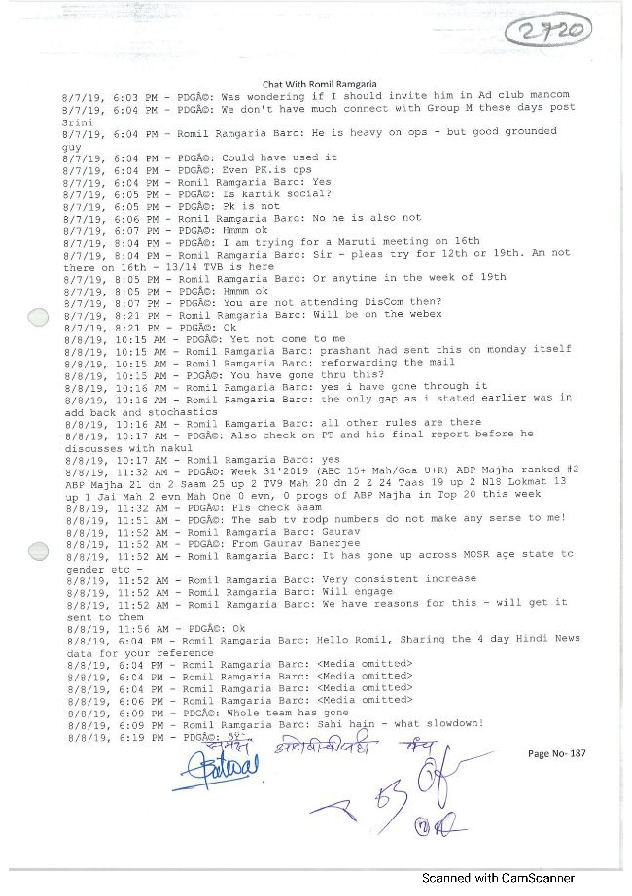 2720
Chat With Romil Ramgaria
8/7/19, 6:03 PM - PDGÂ©: Was wondering if I should invite him in Ad club mancom
8/7/19, 6:04 PM - PDGÂ©: We don't have much connect with Group M these days post
Srini
8/7/19, 6:04 PM - Romil Ramgaria Barc: He is heavy on ops - but good grounded
guy
8/7/19, 6:04 PM - PDGÂ©: Could have used it
8/7/19, 6:04 PM - PDGÂ©: Even PK is ops
8/7/19, 6:04 PM - Romil Ramgaria Barc: Yes
8/7/19, 6:05 PM - PDGÂ©: Is kartik social?
8/7/19, 6:05 PM - PDGÂ©: Pk is not
8/7/19, 6:06 PM - Romil Ramgaria Barc: No he is also not
8/7/19, 6:07 PM - PDGÂ©: Hmmm ok
8/7/19, 8:04 PM - PDGÂ©: I am trying for a Maruti meeting on 16th
8/7/19, 8:04 PM - Romil Ramgaria Barc: Sir - pleas try for 12th or 19th. Am not
there on 16th - 13/14 TVB is here
8/7/19, 8:05 PM - Romil Ramgaria Barc: Or anytine in the week of 19th
8/7/19, 8:05 PM - PDGÂ©: Hmmm ok
8/7/19, 8:07 PM - PDGÂ©: You are not attending DisCom then?
8/7/19, 8:21 PM - Romil Ramgaria Barc: Will be on the webex
8/7/19, 8:21 PM - PDGÂ©: Ok
8/8/19, 10:15 AM - PDGÂ©: Yet not come to me
8/8/19, 10:15 AM - Romil Ramgaria Barc: prashant had sent this on monday itself
8/8/19, 10:15 AM - Romil Ramgaria Barc: reforwarding the mail
8/8/19, 10:15 AM - PDGÂ©: You have gone thru this?
8/8/19, 10:16 AM - Romil Ramgaria Barc: yes i have gone through it
8/8/19, 10:16 AM - Romil Ramgaria Barc: the only gap as i stated earlier was in
add back and stochastics
8/8/19, 10:16 AM - Romil Ramgaria Barc: all other rules are there
8/8/19, 10:17 AM - PDGÂ©: Also check on PT and his final report before he
discusses with nakul
8/8/19, 10:17 AM - Romil Ramgaria Barc: yes
8/8/19, 11:32 AM - PDGÂ©: Week 31'2019 (ABC 15+ Mah/Goa U+R) ABP Majha ranked #2
ABP Majha 21 dn 2 Saam 25 up 2 TV9 Mah 20 dn 2 Z 24 Taas 19 up 2 N18 Lokmat 13
up 1 Jai Mah 2 evn Mah One 0 evn, 0 progs of ABP Majha in Top 20 this week
8/8/19, 11:32 AM - PDGÂ©: Pls check Saam
8/8/19, 11:51 AM - PDGÂ©: The sab tv rodp numbers do not make any sense to me!
8/8/19, 11:52 AM - Romil Ramgaria Barc: Gaurav
8/8/19, 11:52 AM - PDGÂ©: From Gaurav Banerjee
8/8/19, 11:52 AM - Romil Ramgaria Barc: It has gone up across MOSR age state to
gender etc -
8/8/19, 11:52 AM - Romil Ramgaria Barc: Very consistent increase
8/8/19, 11:52 AM - Romil Ramgaria Barc: Will engage
8/8/19, 11:52 AM - Romil Ramgaria Barc: We have reasons for this - will get it
sent to them
8/8/19, 11:56 AM - PDGÂ©: Ok
8/8/19, 6:04 PM - Romil Ramgaria Barc: Hello Romil, Sharing the 4 day Hindi News
data for your reference
8/8/19, 6:04 PM - Romil Ramgaria Barc: <Media omitted>
8/8/19, 6:04 PM - Romil Ramgaria Barc: <Media omitted>
8/8/19, 6:04 PM - Romil Ramgaria Barc: <Media omitted>
8/8/19, 6:06 PM - Romil Ramgaria Barc: <Media omitted>
8/8/19, 6:09 PM - PDGÂ©: Whole team has gone
8/8/19, 6:09 PM - Romil Ramgaria Barc: Sahi hain - what slowdown!
8/8/19, 6:19 PM - PDGÂ©:
समक्ष
पंच
Page No- 187
Scanned with CamScanner